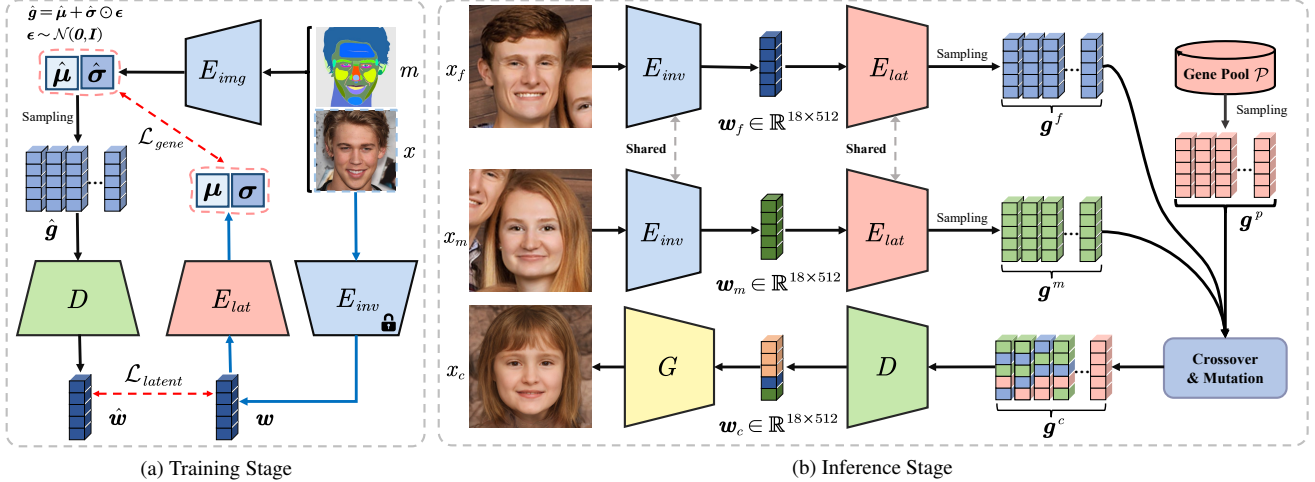 ĝ = μ̂ + σ̂ ⊙ ϵ
ϵ ∼ 𝒩(0, I)
μ̂ σ̂
E_img
m
x
Sampling
ℒ_gene
μ σ
ĝ
D
E_lat
E_inv
ℒ_latent
ŵ
w
(a) Training Stage
x_f
E_inv
w_f ∈ ℝ^{18×512}
E_lat
Sampling
g^f
Gene Pool 𝒫
Sampling
g^p
Shared
Shared
x_m
E_inv
w_m ∈ ℝ^{18×512}
E_lat
Sampling
g^m
x_c
G
w_c ∈ ℝ^{18×512}
D
g^c
Crossover
& Mutation
(b) Inference Stage